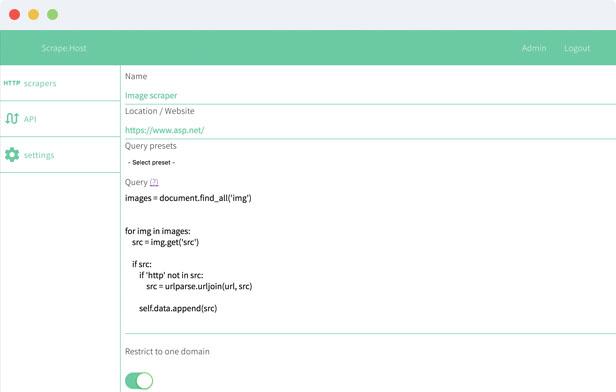 Scrape.Host
Admin
Logout
HTTP scrapers
API
settings
Name
Image scraper
Location / Website
https://www.asp.net/
Query presets
- Select preset -
Query (?)
images = document.find_all('img')
for img in images:
src = img.get('src')
if src:
if 'http' not in src:
src = urlparse.urljoin(url, src)
self.data.append(src)
Restrict to one domain